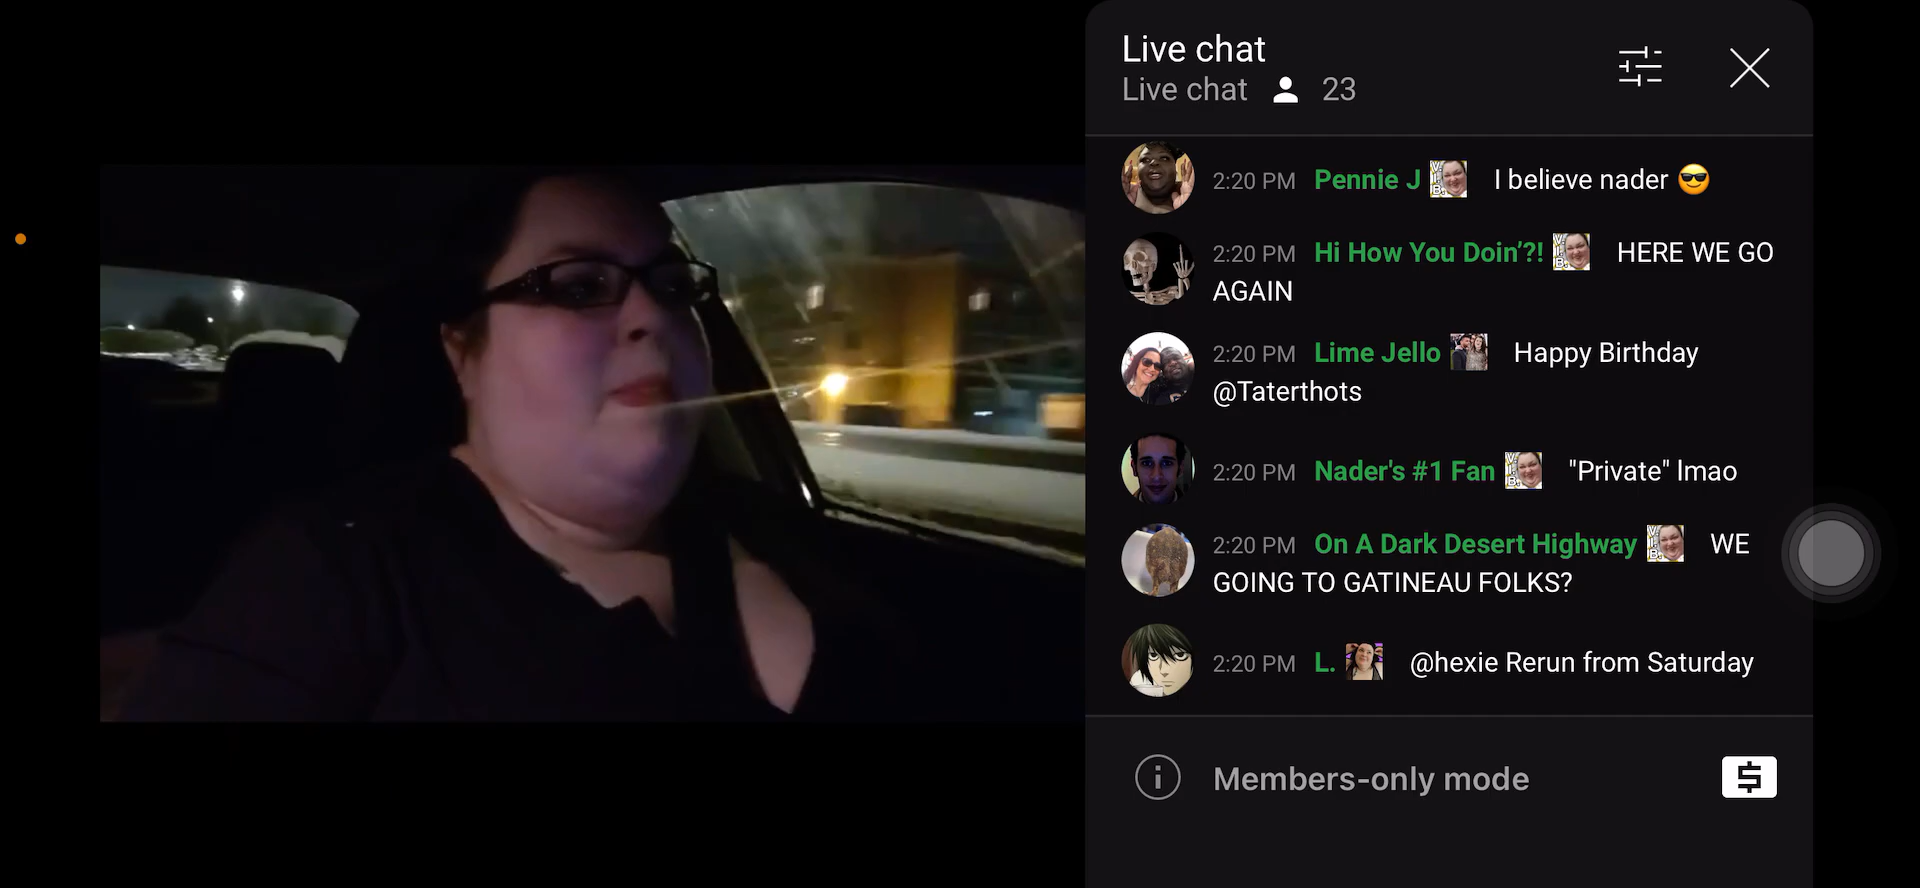 Live chat
Live chat 23
2:20 PM Pennie J I believe nader 😎
2:20 PM Hi How You Doin’?! HERE WE GO
AGAIN
2:20 PM Lime Jello Happy Birthday
@Taterthots
2:20 PM Nader's #1 Fan "Private" lmao
2:20 PM On A Dark Desert Highway WE
GOING TO GATINEAU FOLKS?
2:20 PM L. @hexie Rerun from Saturday
Members-only mode
$